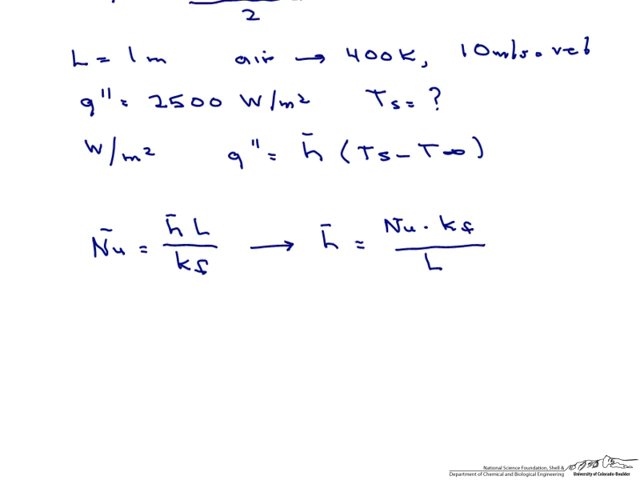 2
L = 1 m air → 400 K, 10 m/s · vel
q" = 2500 W/m² Ts = ?
W/m² q" = h̄ (Ts - T∞)
N̄u = h̄ L / kf → h̄ = Nu · kf / L
National Science Foundation, Shell &
Department of Chemical and Biological Engineering University of Colorado Boulder